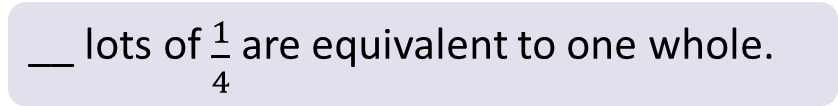 __ lots of 1/4 are equivalent to one whole.